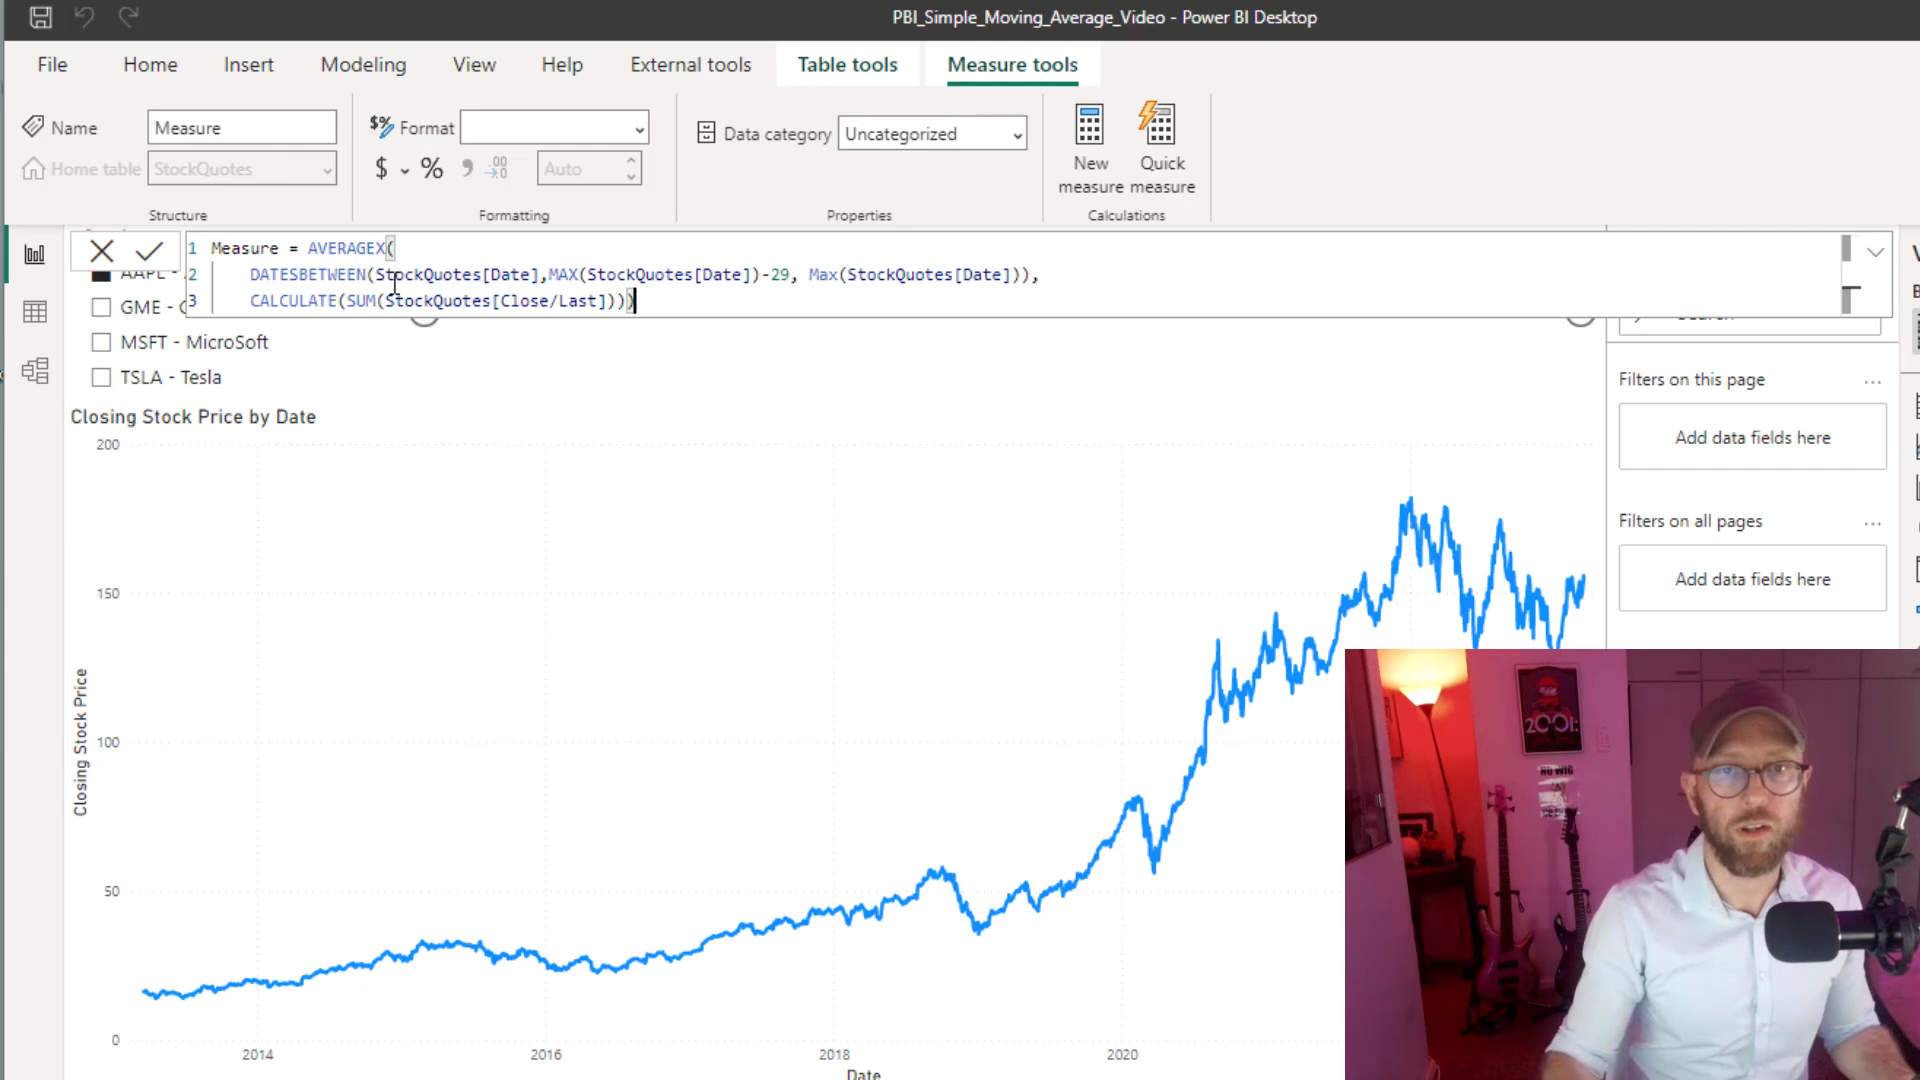 PBI_Simple_Moving_Average_Video - Power BI Desktop
File Home Insert Modeling View Help External tools Table tools Measure tools
Name Measure
Home table StockQuotes
Structure
$% Format
$ % 9 .00 Auto
Formatting
Data category Uncategorized
Properties
New measure
Quick measure
Calculations
1 Measure = AVERAGEX(
2 DATESBETWEEN(StockQuotes[Date],MAX(StockQuotes[Date])-29, Max(StockQuotes[Date])),
3 CALCULATE(SUM(StockQuotes[Close/Last])))
GME -
MSFT - MicroSoft
TSLA - Tesla
Closing Stock Price by Date
200
150
100
50
0
Closing Stock Price
2014 2016 2018 2020
Date
Filters on this page ...
Add data fields here
Filters on all pages ...
Add data fields here
2001:
NO WIG